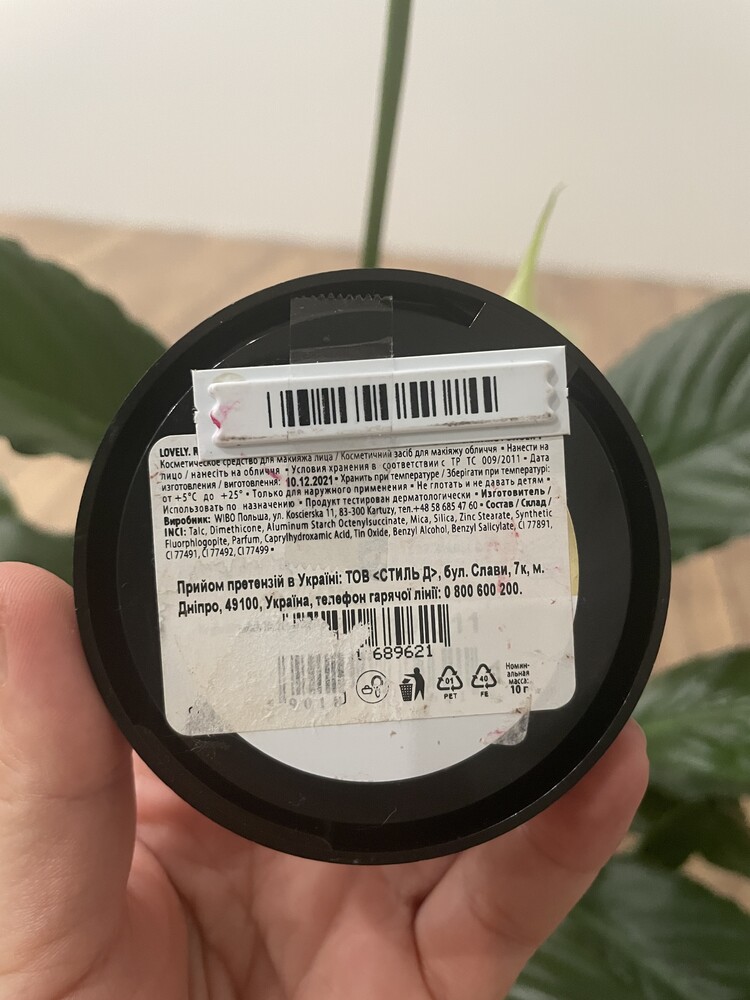 LOVELY.
Косметическое средство для макияжа лица / Косметичний засіб для макіяжу обличчя • Нанести на
лицо / нанесіть на обличчя • Условия хранения в соответствии с ТР ТС 009/2011 • Дата
изготовления / виготовлення: 10.12.2021 • Хранить при температуре / Зберігати при температурі:
от +5°C до +25° • Только для наружного применения • Не глотать и не давать детям •
Использовать по назначению • Продукт тестирован дерматологически • Изготовитель /
Виробник: WIBO Польша, ul. Koscierska 11, 83-300 Kartuzy, тел.+48 58 685 47 60 • Состав / Склад /
INCI: Talc, Dimethicone, Aluminum Starch Octenylsuccinate, Mica, Silica, Zinc Stearate, Synthetic
Fluorphlogopite, Parfum, Caprylhydroxamic Acid, Tin Oxide, Benzyl Alcohol, Benzyl Salicylate, CI 77891,
CI 77491, CI 77492, CI 77499 •
Прийом претензій в Україні: ТОВ <СТИЛЬ Д>, бул. Слави, 7к, м.
Дніпро, 49100, Україна, телефон гарячої лінії: 0 800 600 200.
689621
01
PET
40
FE
Номин-
альная
масса:
10 г